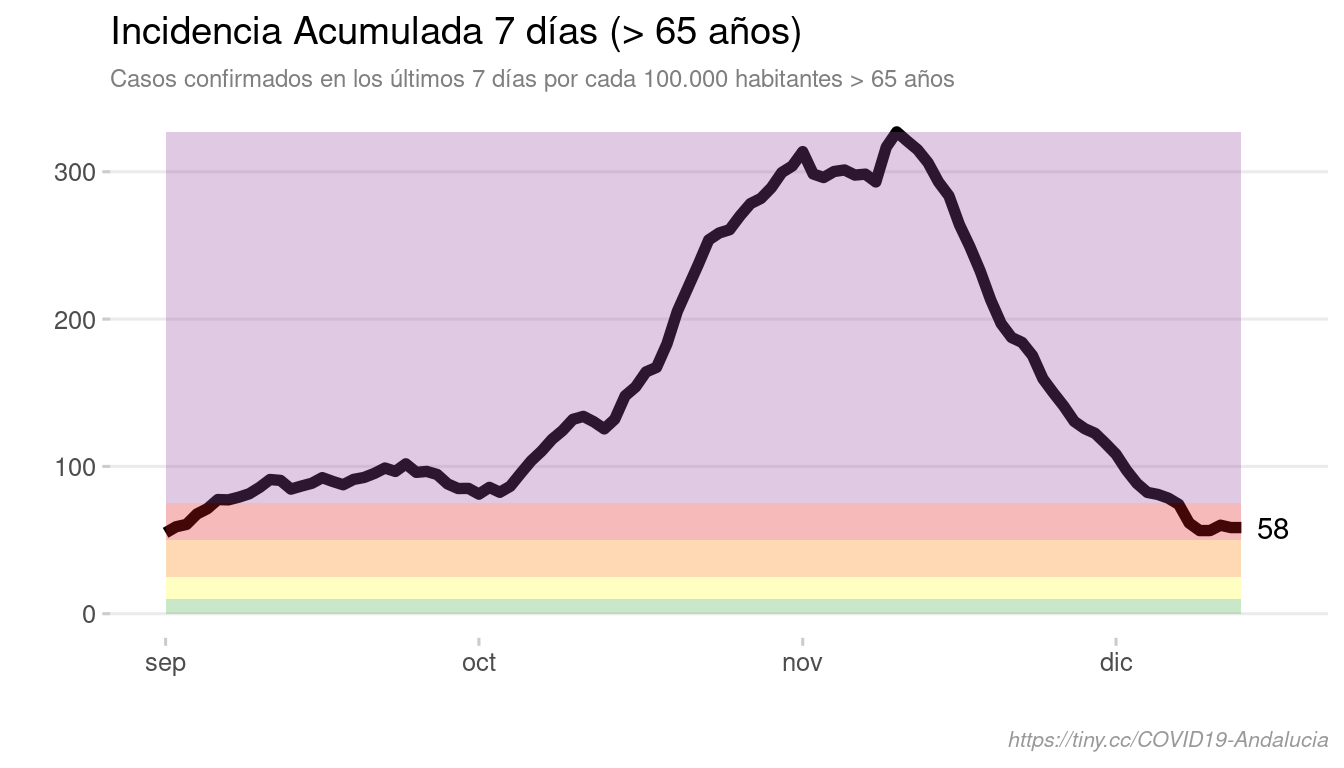 Incidencia Acumulada 7 días (> 65 años)
Casos confirmados en los últimos 7 días por cada 100.000 habitantes > 65 años
300
200
100
0
58
sep oct nov dic
https://tiny.cc/COVID19-Andalucia